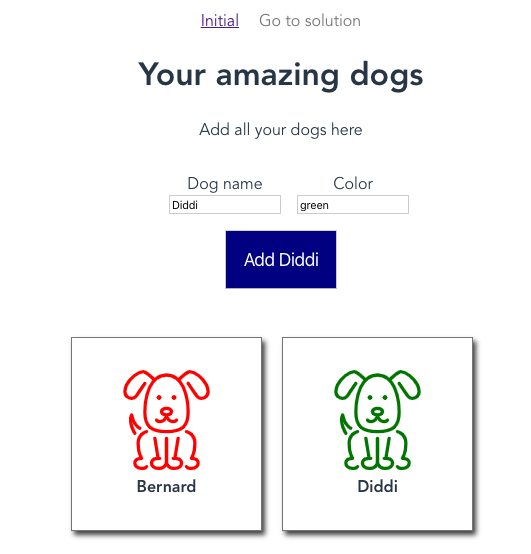 Initial Go to solution
Your amazing dogs
Add all your dogs here
Dog name Color
Diddi green
Add Diddi
Bernard Diddi